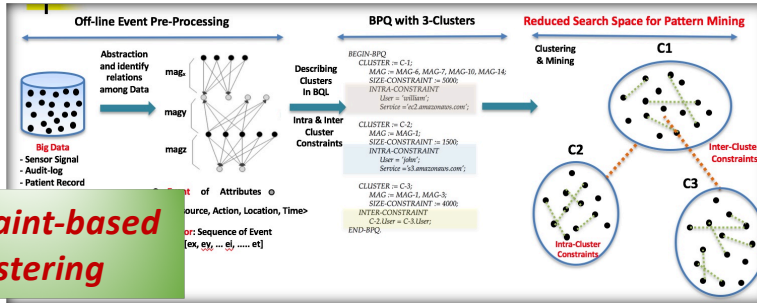 Off-line Event Pre-Processing
BPQ with 3-Clusters
Reduced Search Space for Pattern Mining
Abstraction
and identify
relations
among Data
magx
magy
magz
Big Data
- Sensor Signal
- Audit-log
- Patient Record
of Attributes
Source, Action, Location, Time>
or: Sequence of Event
[ex, ey, ... ei, ..... et]
aint-based
stering
Describing
Clusters
In BQL
Intra & Inter
Cluster
Constraints
BEGIN-BPQ
CLUSTER := C-1;
MAG := MAG-6, MAG-7, MAG-10, MAG-14;
SIZE-CONSTRAINT := 5000;
INTRA-CONSTRAINT
User = 'william';
Service ='ec2.amazonaws.com';
CLUSTER := C-2;
MAG := MAG-1;
SIZE-CONSTRAINT := 1500;
INTRA-CONSTRAINT
User = 'john';
Service ='s3.amazonaws.com';
CLUSTER := C-3;
MAG := MAG-1, MAG-3;
SIZE-CONSTRAINT := 4000;
INTER-CONSTRAINT
C-2.User = C-3.User;
END-BPQ.
Clustering
& Mining
C1
C2
C3
Inter-Cluster
Constraints
Intra-Cluster
Constraints